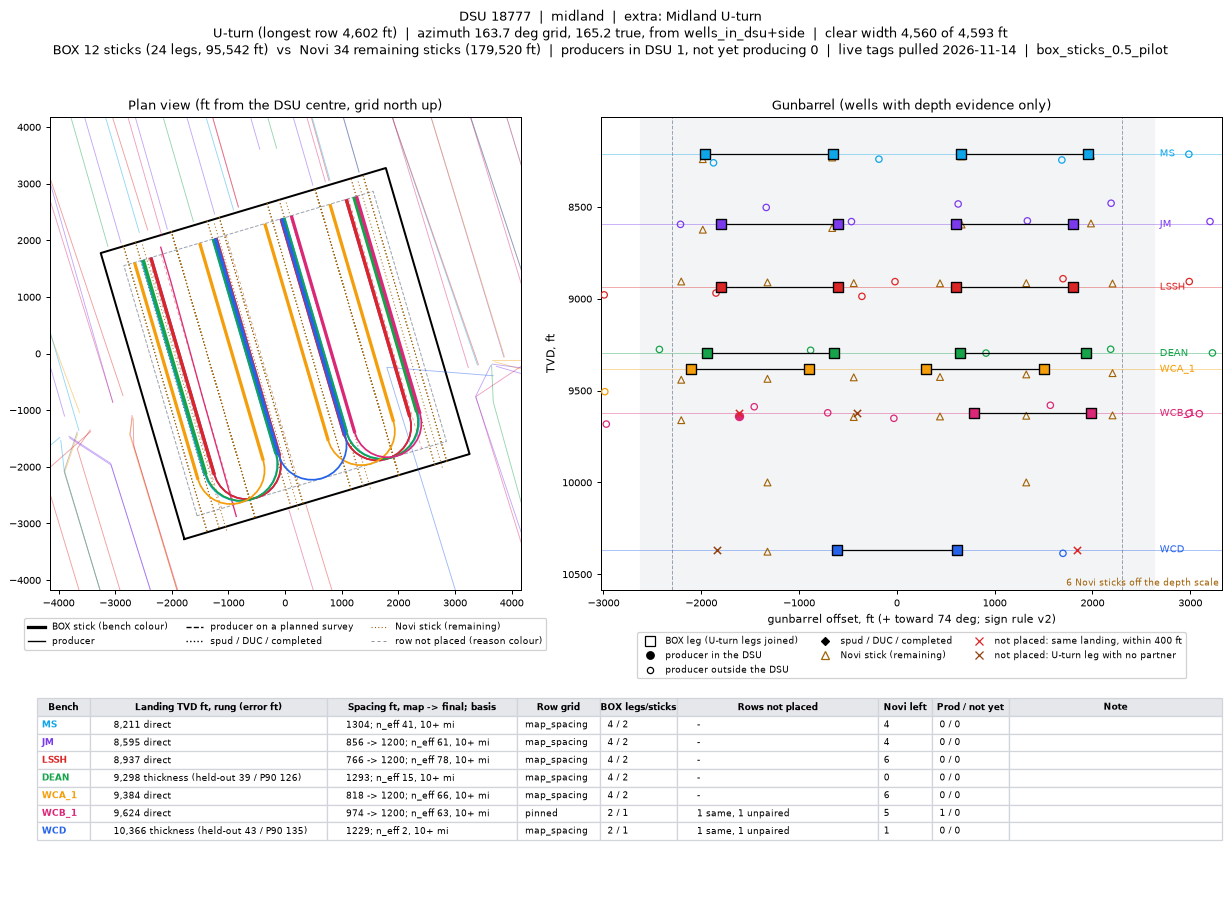 DSU 18777 | midland | extra: Midland U-turn
U-turn (longest row 4,602 ft) | azimuth 163.7 deg grid, 165.2 true, from wells_in_dsu+side | clear width 4,560 of 4,593 ft
BOX 12 sticks (24 legs, 95,542 ft) vs Novi 34 remaining sticks (179,520 ft) | producers in DSU 1, not yet producing 0 | live tags pulled 2026-11-14 | box_sticks_0.5_pilot
Plan view (ft from the DSU centre, grid north up)
4000
3000
2000
1000
0
−1000
−2000
−3000
−4000
−4000 −3000 −2000 −1000 0 1000 2000 3000 4000
BOX stick (bench colour) producer on a planned survey Novi stick (remaining)
producer spud / DUC / completed row not placed (reason colour)
Gunbarrel (wells with depth evidence only)
TVD, ft
8500
9000
9500
10000
10500
MS
JM
LSSH
DEAN
WCA_1
WCB_1
WCD
6 Novi sticks off the depth scale
−3000 −2000 −1000 0 1000 2000 3000
gunbarrel offset, ft (+ toward 74 deg; sign rule v2)
BOX leg (U-turn legs joined) spud / DUC / completed not placed: same landing, within 400 ft
producer in the DSU Novi stick (remaining) not placed: U-turn leg with no partner
producer outside the DSU
Bench Landing TVD ft, rung (error ft) Spacing ft, map -> final; basis Row grid BOX legs/sticks Rows not placed Novi left Prod / not yet Note
MS 8,211 direct 1304; n_eff 41, 10+ mi map_spacing 4 / 2 - 4 0 / 0
JM 8,595 direct 856 -> 1200; n_eff 61, 10+ mi map_spacing 4 / 2 - 4 0 / 0
LSSH 8,937 direct 766 -> 1200; n_eff 78, 10+ mi map_spacing 4 / 2 - 6 0 / 0
DEAN 9,298 thickness (held-out 39 / P90 126) 1293; n_eff 15, 10+ mi map_spacing 4 / 2 - 0 0 / 0
WCA_1 9,384 direct 818 -> 1200; n_eff 66, 10+ mi map_spacing 4 / 2 - 6 0 / 0
WCB_1 9,624 direct 974 -> 1200; n_eff 63, 10+ mi pinned 2 / 1 1 same, 1 unpaired 5 1 / 0
WCD 10,366 thickness (held-out 43 / P90 135) 1229; n_eff 2, 10+ mi map_spacing 2 / 1 1 same, 1 unpaired 1 0 / 0